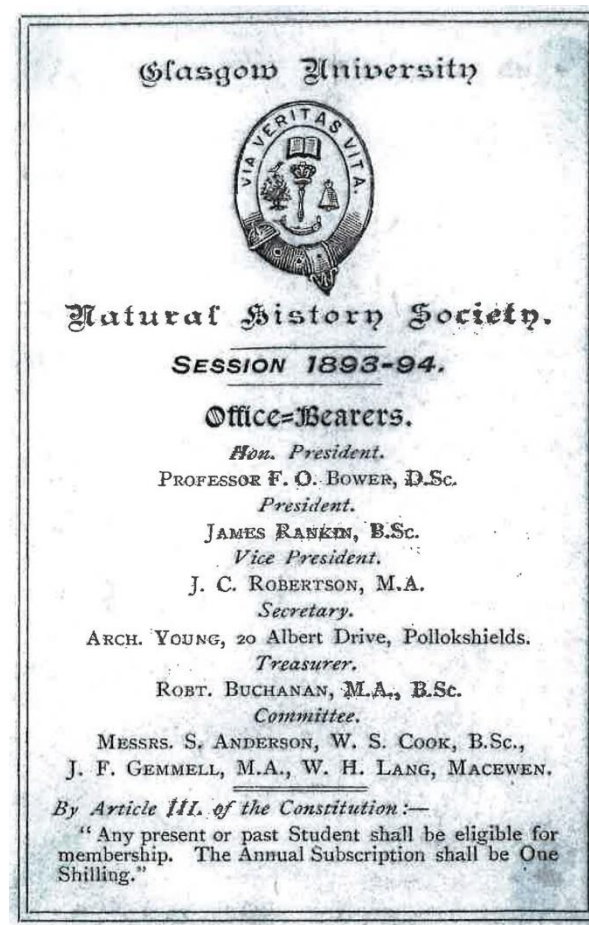 Glasgow University
VIA VERITAS VITA.
Natural History Society.
SESSION 1893-94.
Office=Bearers.
Hon. President.
PROFESSOR F. O. BOWER, D.Sc.
President.
JAMES RANKIN, B.Sc.
Vice President.
J. C. ROBERTSON, M.A.
Secretary.
ARCH. YOUNG, 20 Albert Drive, Pollokshields.
Treasurer.
ROBT. BUCHANAN, M.A., B.Sc.
Committee.
MESSRS. S. ANDERSON, W. S. COOK, B.Sc.,
J. F. GEMMELL, M.A., W. H. LANG, MACEWEN.
By Article III. of the Constitution:—
"Any present or past Student shall be eligible for
membership. The Annual Subscription shall be One
Shilling."